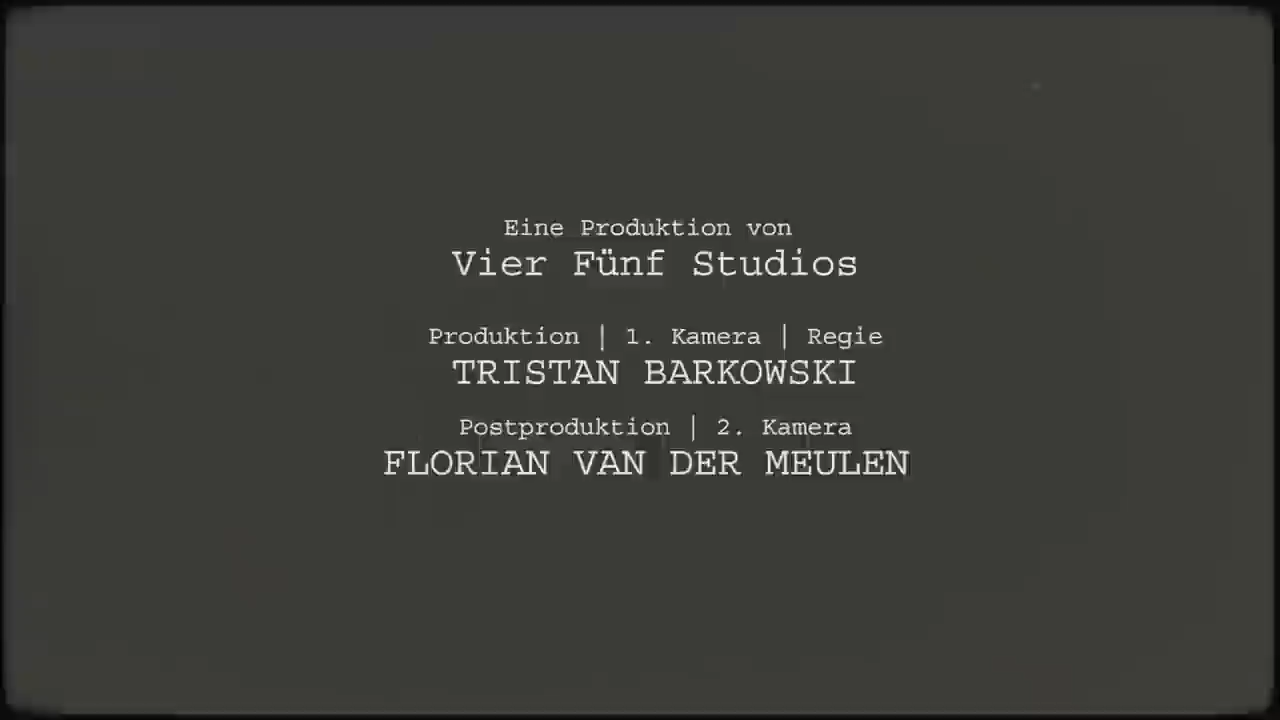 Eine Produktion von
Vier Fünf Studios
Produktion | 1. Kamera | Regie
TRISTAN BARKOWSKI
Postproduktion | 2. Kamera
FLORIAN VAN DER MEULEN